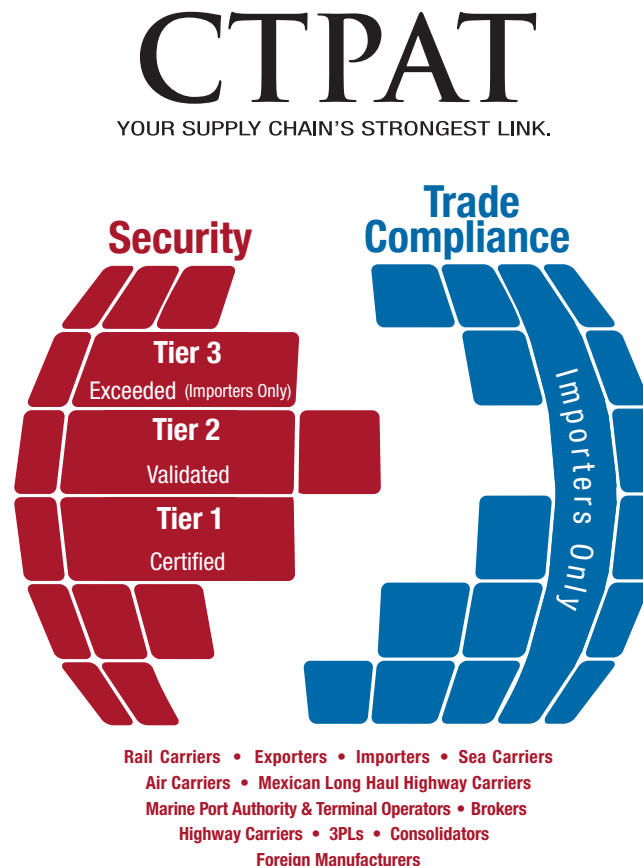 CTPAT
YOUR SUPPLY CHAIN'S STRONGEST LINK.
Security
Trade
Compliance
Tier 3
Exceeded (Importers Only)
Tier 2
Validated
Tier 1
Certified
Importers Only
Rail Carriers • Exporters • Importers • Sea Carriers
Air Carriers • Mexican Long Haul Highway Carriers
Marine Port Authority & Terminal Operators • Brokers
Highway Carriers • 3PLs • Consolidators
Foreign Manufacturers